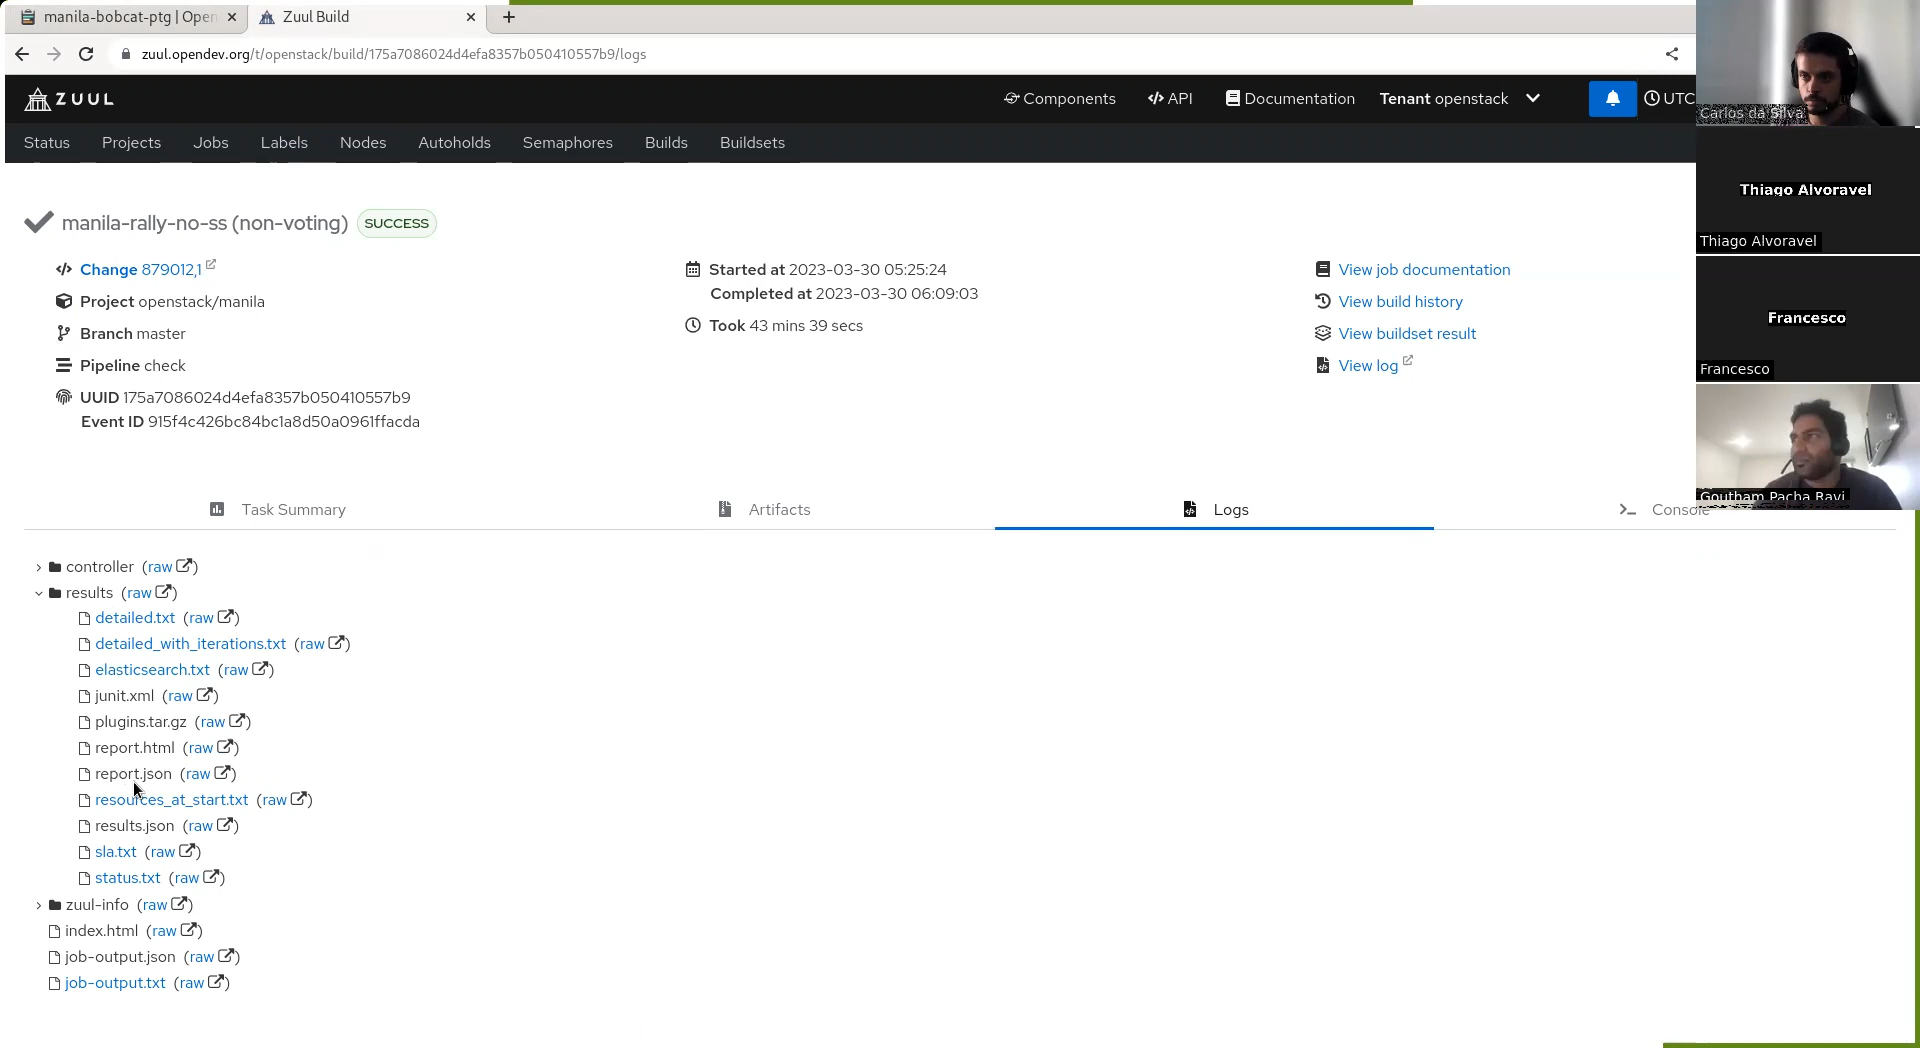 manila-bobcat-ptg | Open
Zuul Build
zuul.opendev.org/t/openstack/build/175a7086024d4efa8357b050410557b9/logs
ZUUL
Components
API
Documentation
Tenant openstack
UTC
Status
Projects
Jobs
Labels
Nodes
Autoholds
Semaphores
Builds
Buildsets
manila-rally-no-ss (non-voting) SUCCESS
Change 879012,1
Project openstack/manila
Branch master
Pipeline check
UUID 175a7086024d4efa8357b050410557b9
Event ID 915f4c426bc84bc1a8d50a0961ffacda
Started at 2023-03-30 05:25:24
Completed at 2023-03-30 06:09:03
Took 43 mins 39 secs
View job documentation
View build history
View buildset result
View log
Task Summary
Artifacts
Logs
Console
controller (raw)
results (raw)
detailed.txt (raw)
detailed_with_iterations.txt (raw)
elasticsearch.txt (raw)
junit.xml (raw)
plugins.tar.gz (raw)
report.html (raw)
report.json (raw)
resources_at_start.txt (raw)
results.json (raw)
sla.txt (raw)
status.txt (raw)
zuul-info (raw)
index.html (raw)
job-output.json (raw)
job-output.txt (raw)
Carlos da Silva
Thiago Alvoravel
Thiago Alvoravel
Francesco
Francesco
Goutham Pacha Ravi